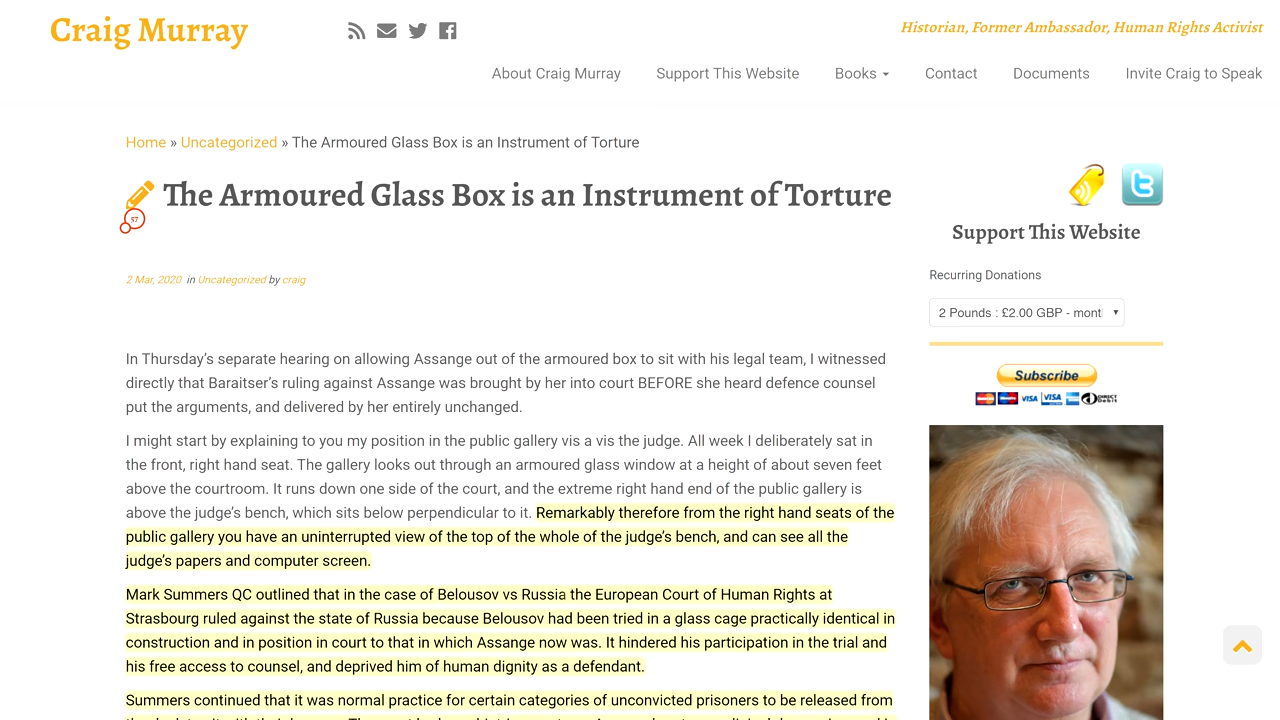 Craig Murray
Historian, Former Ambassador, Human Rights Activist
About Craig Murray Support This Website Books Contact Documents Invite Craig to Speak
Home » Uncategorized » The Armoured Glass Box is an Instrument of Torture
The Armoured Glass Box is an Instrument of Torture
57
2 Mar, 2020 in Uncategorized by craig
In Thursday’s separate hearing on allowing Assange out of the armoured box to sit with his legal team, I witnessed
directly that Baraitser’s ruling against Assange was brought by her into court BEFORE she heard defence counsel
put the arguments, and delivered by her entirely unchanged.
I might start by explaining to you my position in the public gallery vis a vis the judge. All week I deliberately sat in
the front, right hand seat. The gallery looks out through an armoured glass window at a height of about seven feet
above the courtroom. It runs down one side of the court, and the extreme right hand end of the public gallery is
above the judge’s bench, which sits below perpendicular to it. Remarkably therefore from the right hand seats of the
public gallery you have an uninterrupted view of the top of the whole of the judge’s bench, and can see all the
judge’s papers and computer screen.
Mark Summers QC outlined that in the case of Belousov vs Russia the European Court of Human Rights at
Strasbourg ruled against the state of Russia because Belousov had been tried in a glass cage practically identical in
construction and in position in court to that in which Assange now was. It hindered his participation in the trial and
his free access to counsel, and deprived him of human dignity as a defendant.
Summers continued that it was normal practice for certain categories of unconvicted prisoners to be released from
Support This Website
Recurring Donations
2 Pounds : £2.00 GBP - mont
Subscribe
VISA VISA DIRECT Debit